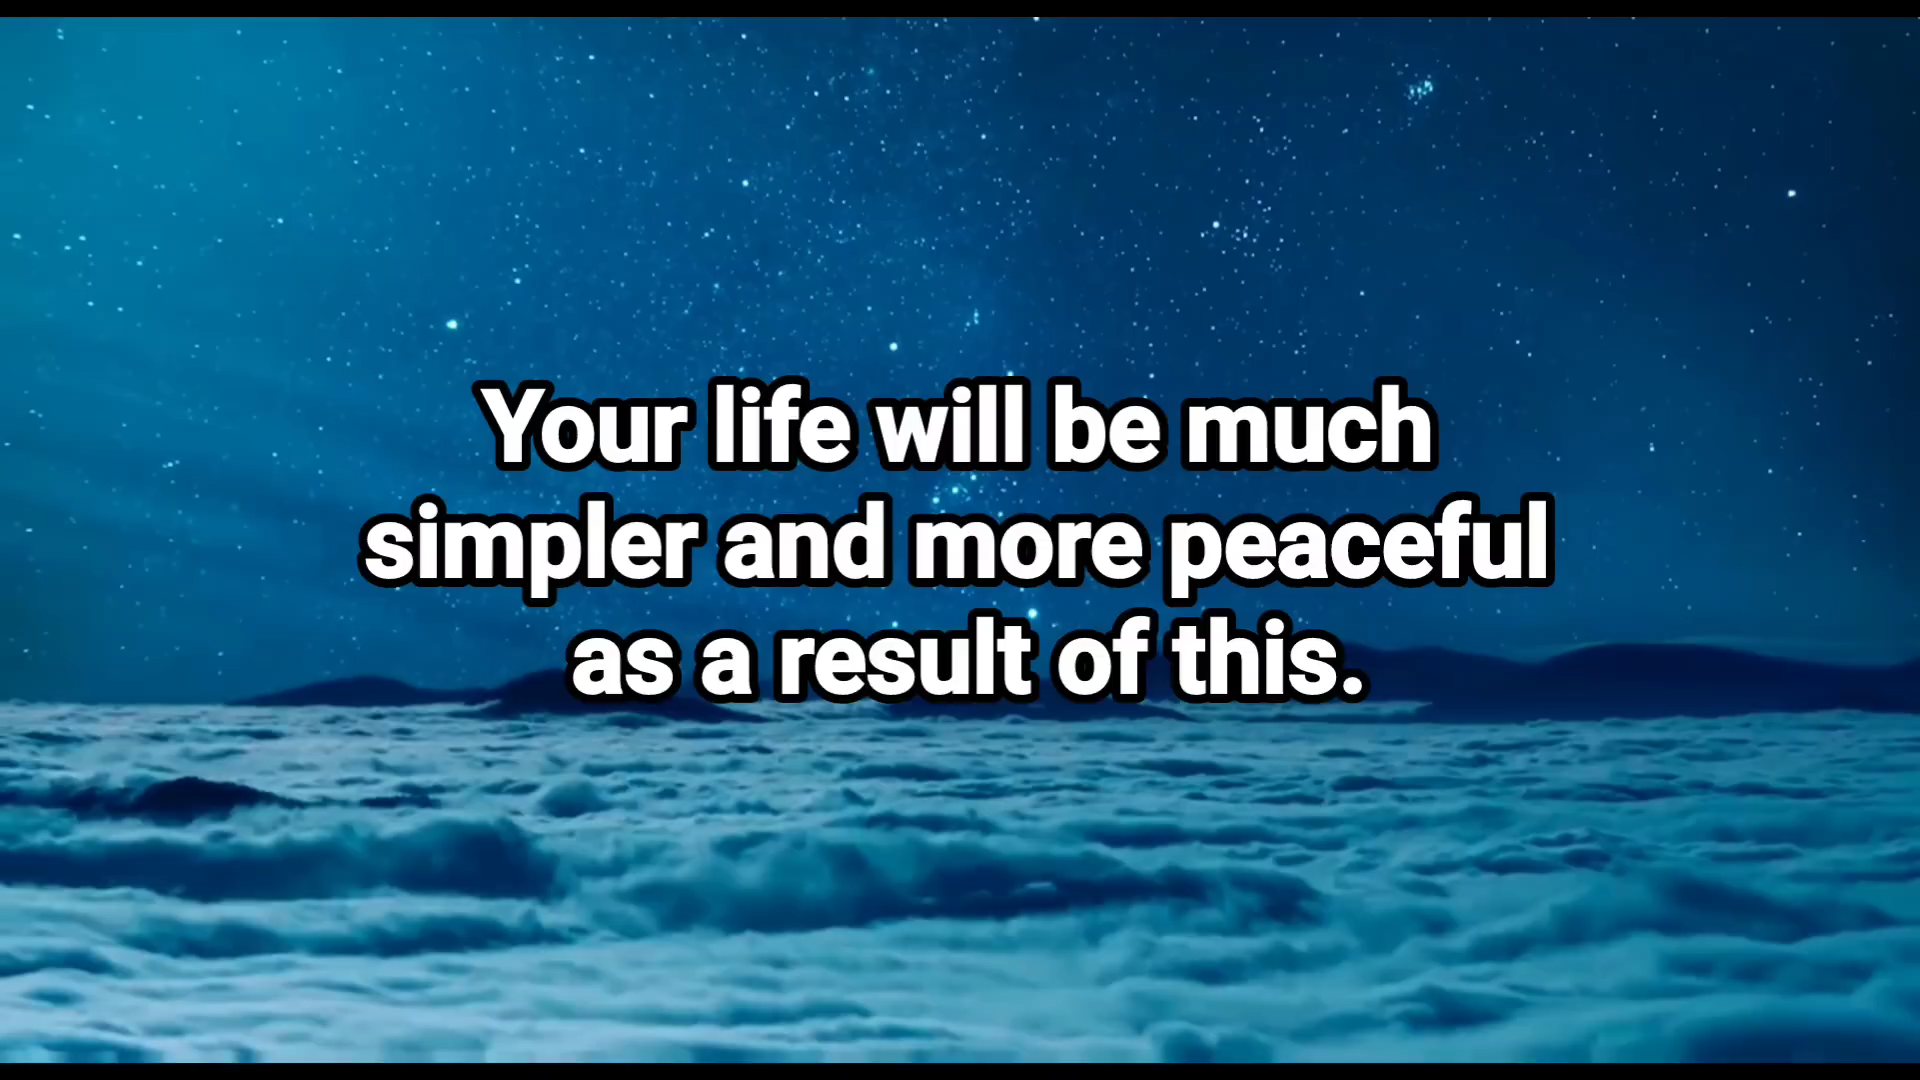 Your life will be much
simpler and more peaceful
as a result of this.